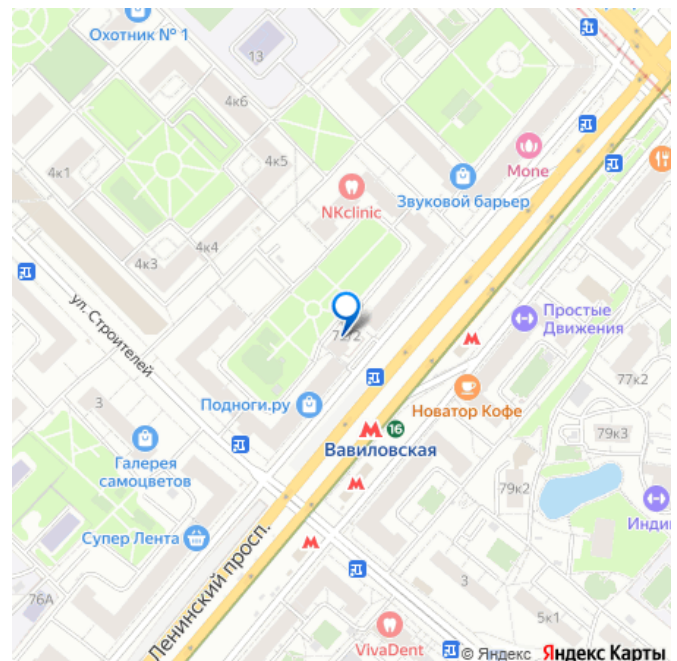 Охотник № 1
13
4к6
4к5
4к1
Mone
NKclinic
Звуковой барьер
4к4
4к3
ул. Строителей
Простые
Движения
77к2
Подноги.ру
Новатор Кофе
3
16
Вавиловская
79к3
Галерея
самоцветов
79к2
Супер Лента
Ленинский просп.
Инди
76А
3
5к1
VivaDent
© Яндекс Яндекс Карты